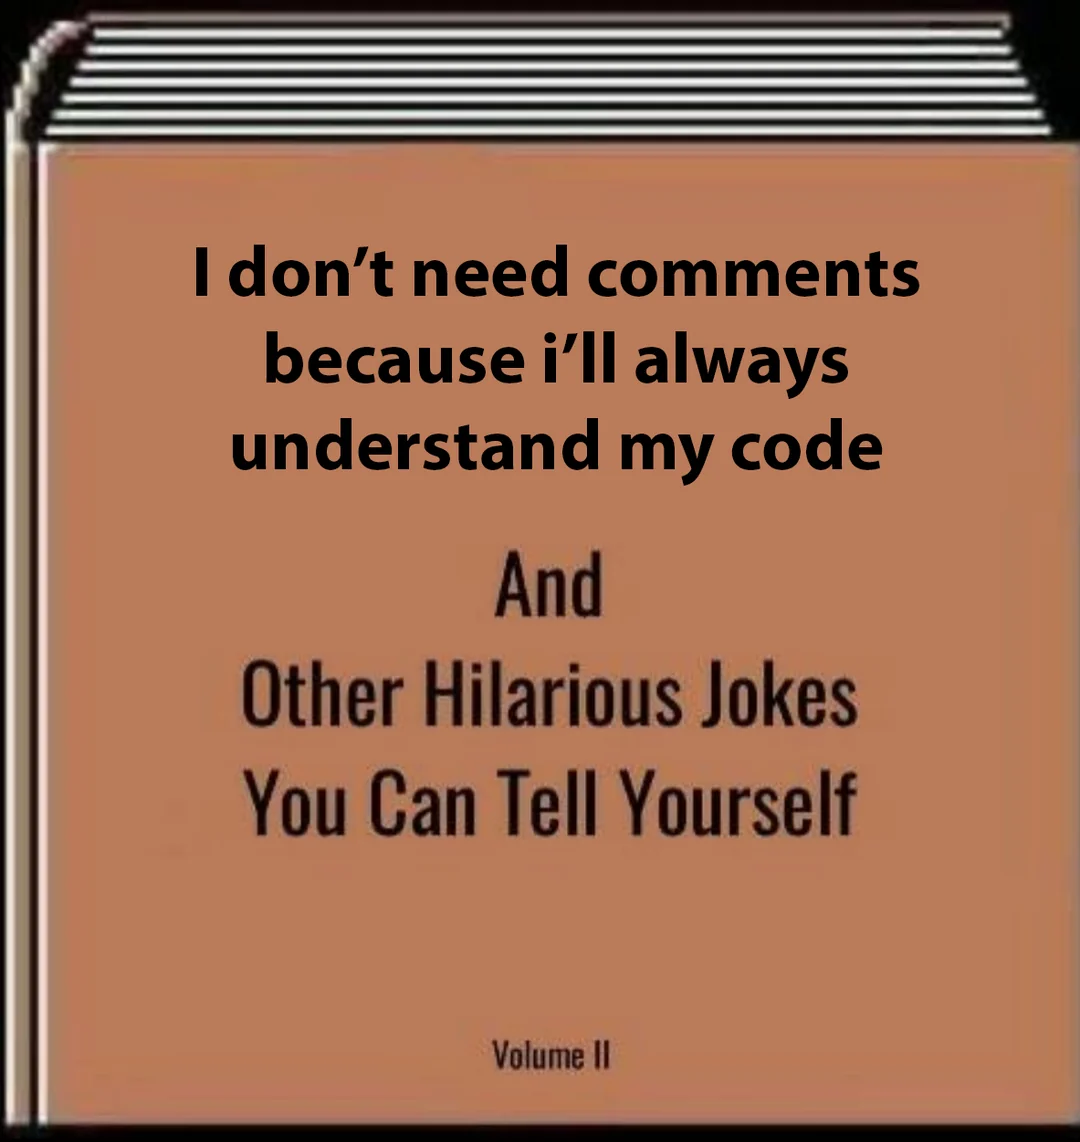 I don’t need comments
because i’ll always
understand my code
And
Other Hilarious Jokes
You Can Tell Yourself
Volume II